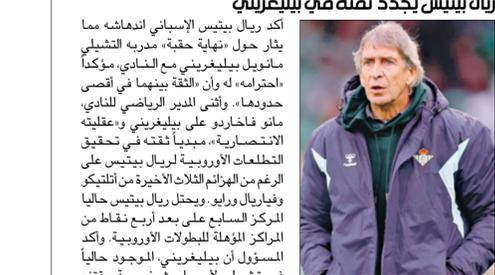 ريال بيتيس يجدد ثقته في بيليغريني
أكد ريال بيتيس الإسباني اندهاشه مما
يثار حول «نهاية حقبة» مدربه التشيلي
مانويل بيليغريني مع النادي، مؤكداً
«احترامه» له وأن «الثقة بينهما في أقصى
حدودها». وأثنى المدير الرياضي للنادي،
مانو فاخاردو على بيليغريني و«عقليته
الانتصارية»، مبدياً ثقته في تحقيق
التطلعات الأوروبية لريال بيتيس على
الرغم من الهزائم الثلاث الأخيرة من أتلتيكو
وفياريال ورايو. ويحتل ريال بيتيس حاليا
المركز السابع على بعد أربع نقاط من
المراكز المؤهلة للبطولات الأوروبية. وأكد
المسؤول أن بيليغريني، الموجود حالياً